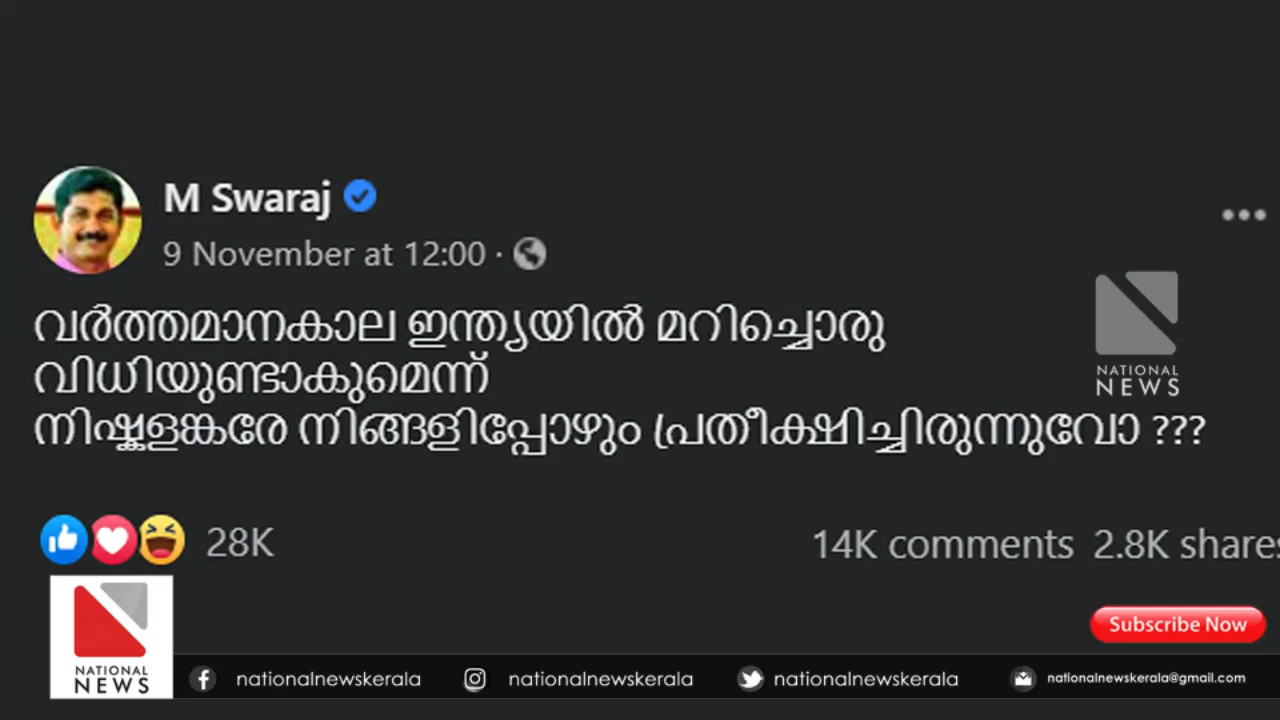 M Swaraj
9 November at 12:00 ·
വർത്തമാനകാല ഇന്ത്യയിൽ മറിച്ചൊരു
വിധിയുണ്ടാകുമെന്ന്
നിഷ്കളങ്കരേ നിങ്ങളിപ്പോഴും പ്രതീക്ഷിച്ചിരുന്നുവോ ???
NATIONAL
NEWS
28K
14K comments 2.8K shares
Subscribe Now
NATIONAL
NEWS
nationalnewskerala
nationalnewskerala
nationalnewskerala
nationalnewskerala@gmail.com